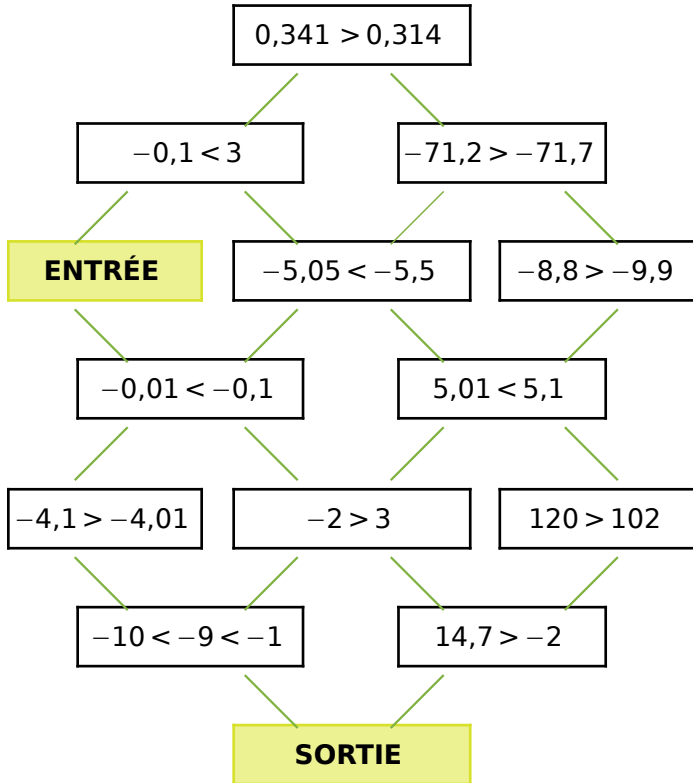 0,341 > 0,314
−0,1 < 3
−71,2 > −71,7
ENTRÉE
−5,05 < −5,5
−8,8 > −9,9
−0,01 < −0,1
5,01 < 5,1
−4,1 > −4,01
−2 > 3
120 > 102
−10 < −9 < −1
14,7 > −2
SORTIE